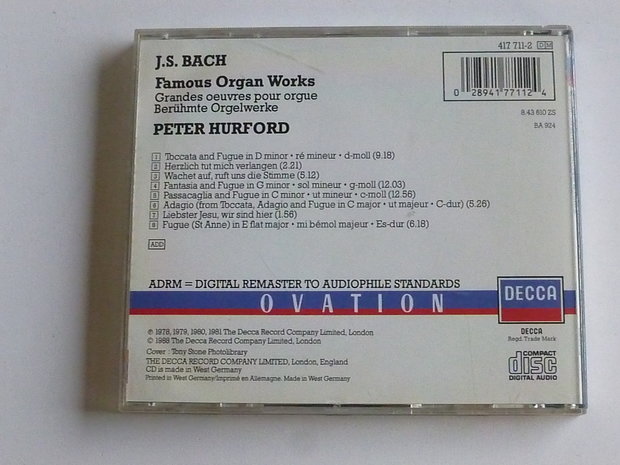 J.S. BACH
417 711-2 DM
Famous Organ Works
Grandes oeuvres pour orgue
Berühmte Orgelwerke
0 28941 77112 4
8.43 610 ZS
BA 924
PETER HURFORD
1 Toccata and Fugue in D minor · ré mineur · d-moll (9.18)
2 Herzlich tut mich verlangen (2.21)
3 Wachet auf, ruft uns die Stimme (5.12)
4 Fantasia and Fugue in G minor · sol mineur · g-moll (12.03)
5 Passacaglia and Fugue in C minor · ut mineur · c-moll (12.56)
6 Adagio (from Toccata, Adagio and Fugue in C major · ut majeur · C-dur) (5.26)
7 Liebster Jesu, wir sind hier (1.56)
8 Fugue (St Anne) in E flat major · mi bémol majeur · Es-dur (6.18)
ADD
ADRM = DIGITAL REMASTER TO AUDIOPHILE STANDARDS
OVATION
DECCA
DECCA
Regd. Trade Mark
℗ 1978, 1979, 1980, 1981 The Decca Record Company Limited, London
© 1988 The Decca Record Company Limited, London
Cover : Tony Stone Photolibrary
THE DECCA RECORD COMPANY LIMITED, London, England
CD is made in West Germany
Printed in West Germany/Imprimé en Allemagne. Made in West Germany
COMPACT
disc
DIGITAL AUDIO